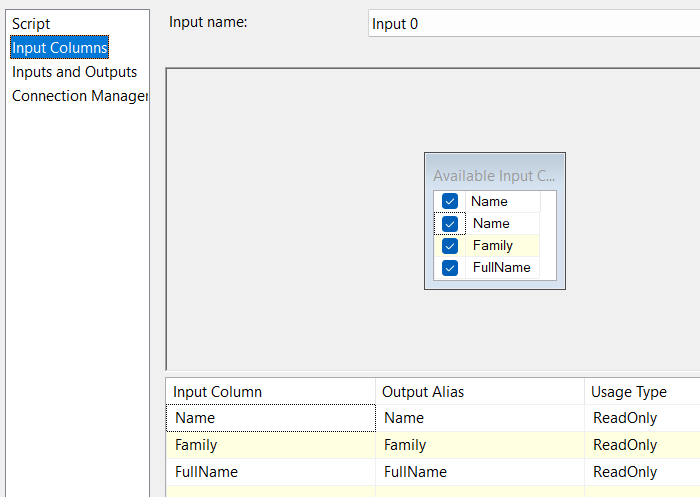 Script
Input Columns
Inputs and Outputs
Connection Manager
Input name:
Input 0
Available Input C...
Name
Name
Family
FullName
Input Column Output Alias Usage Type
Name Name ReadOnly
Family Family ReadOnly
FullName FullName ReadOnly